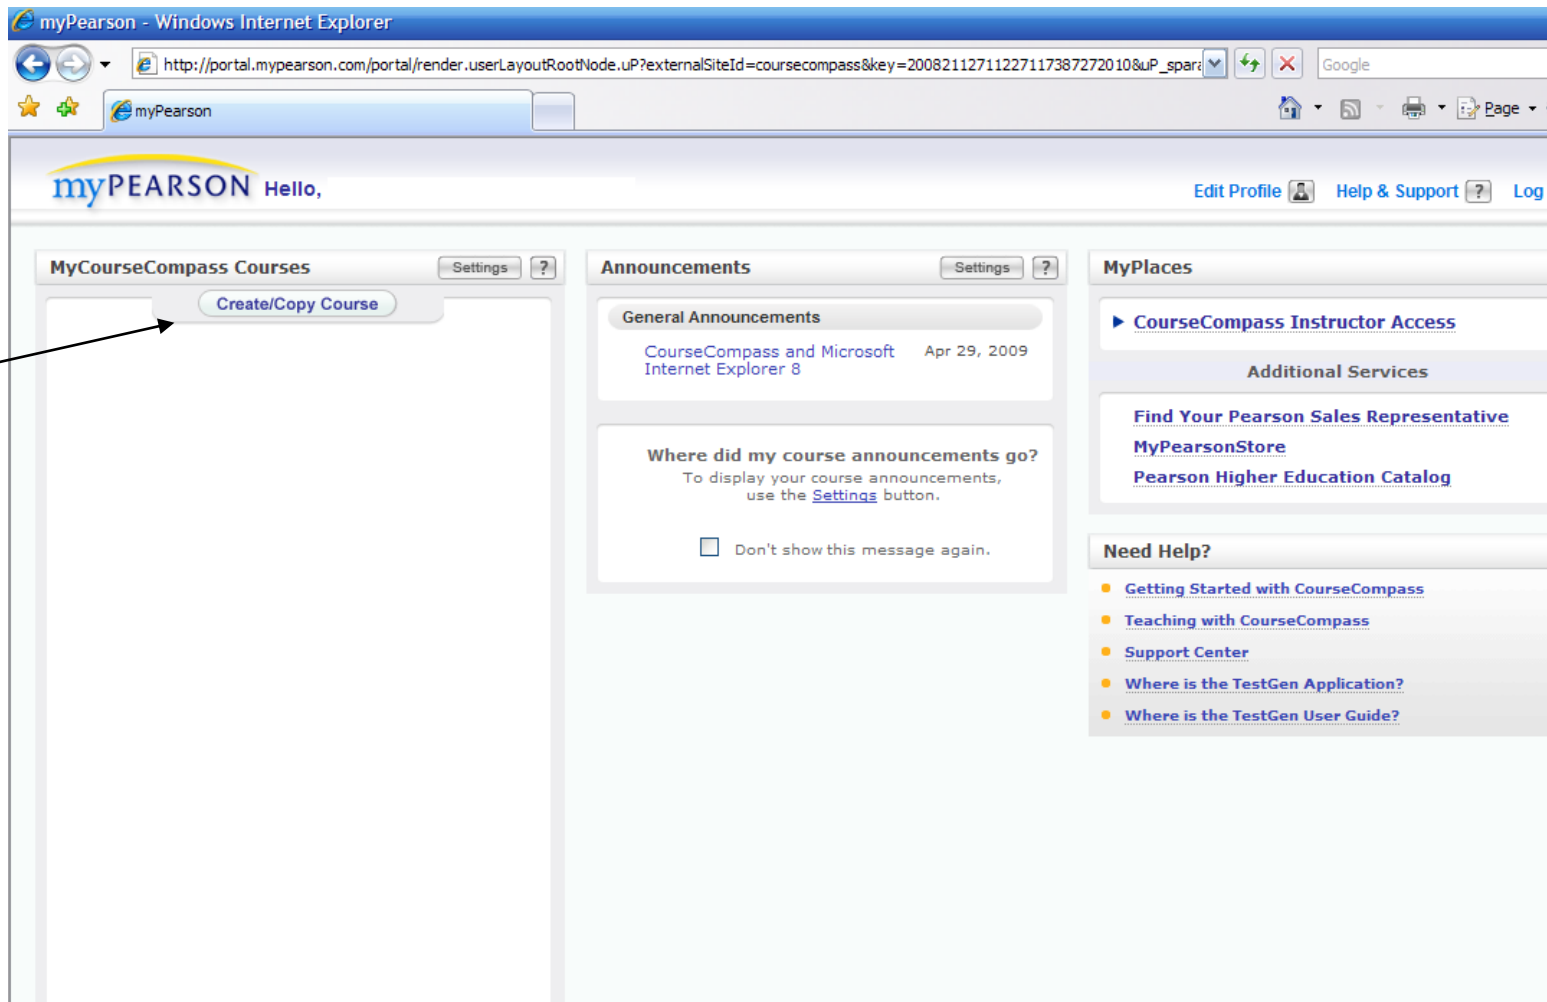 myPearson - Windows Internet Explorer
http://portal.mypearson.com/portal/render.userLayoutRootNode.uP?externalSiteId=coursecompass&key=20082112711227117387272010&uP_spara
Google
myPearson
Page
myPEARSON Hello,
Edit Profile Help & Support ? Log
MyCourseCompass Courses Settings ?
Create/Copy Course
Announcements Settings ?
General Announcements
CourseCompass and Microsoft Apr 29, 2009
Internet Explorer 8
Where did my course announcements go?
To display your course announcements,
use the Settings button.
Don't show this message again.
MyPlaces
CourseCompass Instructor Access
Additional Services
Find Your Pearson Sales Representative
MyPearsonStore
Pearson Higher Education Catalog
Need Help?
Getting Started with CourseCompass
Teaching with CourseCompass
Support Center
Where is the TestGen Application?
Where is the TestGen User Guide?